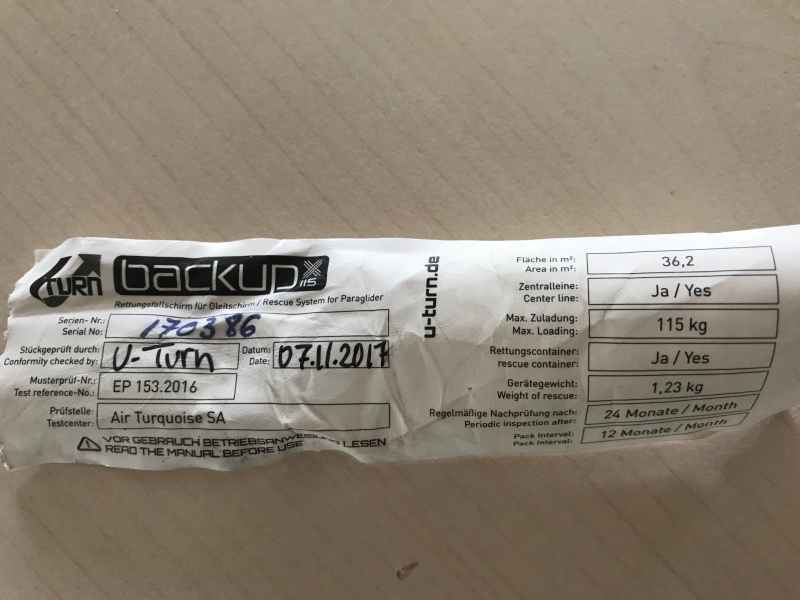 TURN backup X 115
Rettungsfallschirm für Gleitschirm / Rescue System for Paraglider
Serien- Nr.:
Serial No: 170386
Stückgeprüft durch:
Conformity checked by: U-Turn Datum:
Date: 07.11.2017
Musterprüf-Nr.:
Test reference-No.: EP 153.2016
Prüfstelle:
Testcenter: Air Turquoise SA
VOR GEBRAUCH BETRIEBSANWEISUNG LESEN
READ THE MANUAL BEFORE USE
u-turn.de
Fläche in m²:
Area in m²: 36,2
Zentralleine:
Center line: Ja / Yes
Max. Zuladung:
Max. Loading: 115 kg
Rettungscontainer:
rescue container: Ja / Yes
Gerätegewicht:
Weight of rescue: 1,23 kg
Regelmäßige Nachprüfung nach:
Periodic inspection after: 24 Monate / Month
Pack Interval:
Pack Interval: 12 Monate / Month